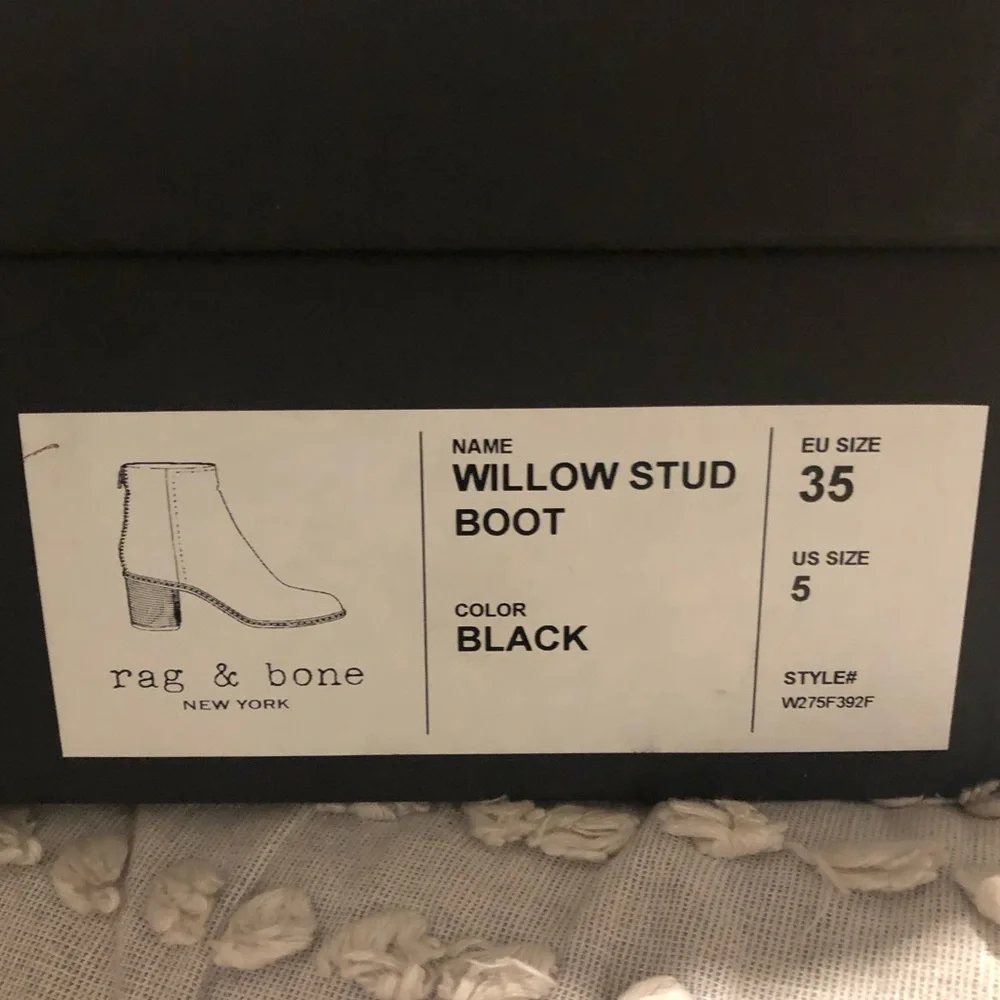 rag & bone
NEW YORK
NAME
WILLOW STUD
BOOT
COLOR
BLACK
EU SIZE
35
US SIZE
5
STYLE#
W275F392F